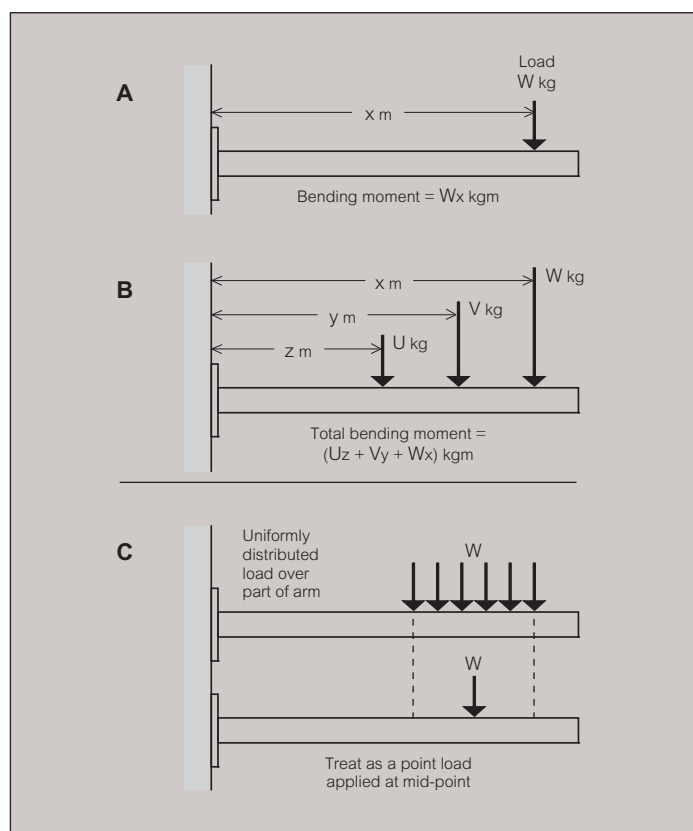 A
Load
W kg
x m
Bending moment = Wx kgm
B
x m
W kg
y m
V kg
z m
U kg
Total bending moment =
(Uz + Vy + Wx) kgm
C
Uniformly
distributed
load over
part of arm
W
W
Treat as a point load
applied at mid-point